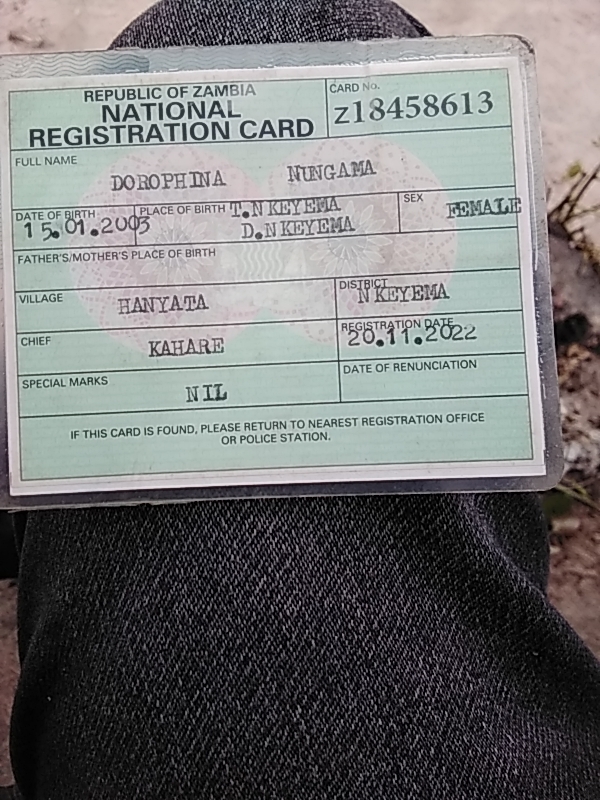 REPUBLIC OF ZAMBIA
NATIONAL
REGISTRATION CARD
CARD No.
Z18458613
FULL NAME
DOROPHINA NUNGAMA
DATE OF BIRTH
15.01.2003
PLACE OF BIRTH T.NKEYEMA
D.NKEYEMA
SEX
FEMALE
FATHER'S/MOTHER'S PLACE OF BIRTH
VILLAGE
HANYATA
DISTRICT
NKEYEMA
CHIEF
KAHARE
REGISTRATION DATE
20.11.2022
SPECIAL MARKS
NIL
DATE OF RENUNCIATION
IF THIS CARD IS FOUND, PLEASE RETURN TO NEAREST REGISTRATION OFFICE
OR POLICE STATION.